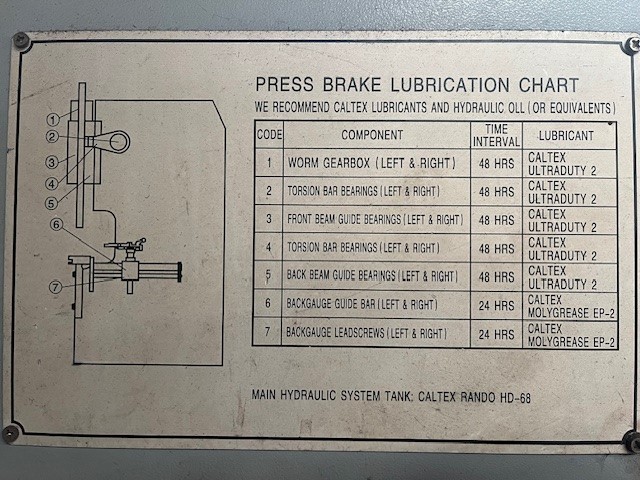 PRESS BRAKE LUBRICATION CHART
WE RECOMMEND CALTEX LUBRICANTS AND HYDRAULIC OLL (OR EQUIVALENTS)
CODE COMPONENT TIME INTERVAL LUBRICANT
1 WORM GEARBOX (LEFT & RIGHT) 48 HRS CALTEX ULTRADUTY 2
2 TORSION BAR BEARINGS (LEFT & RIGHT) 48 HRS CALTEX ULTRADUTY 2
3 FRONT BEAM GUIDE BEARINGS (LEFT & RIGHT) 48 HRS CALTEX ULTRADUTY 2
4 TORSION BAR BEARINGS (LEFT & RIGHT) 48 HRS CALTEX ULTRADUTY 2
5 BACK BEAM GUIDE BEARINGS (LEFT & RIGHT) 48 HRS CALTEX ULTRADUTY 2
6 BACKGAUGE GUIDE BAR (LEFT & RIGHT) 24 HRS CALTEX MOLYGREASE EP-2
7 BACKGAUGE LEADSCREWS (LEFT & RIGHT) 24 HRS CALTEX MOLYGREASE EP-2
MAIN HYDRAULIC SYSTEM TANK: CALTEX RANDO HD-68
1
2
3
4
5
6
7